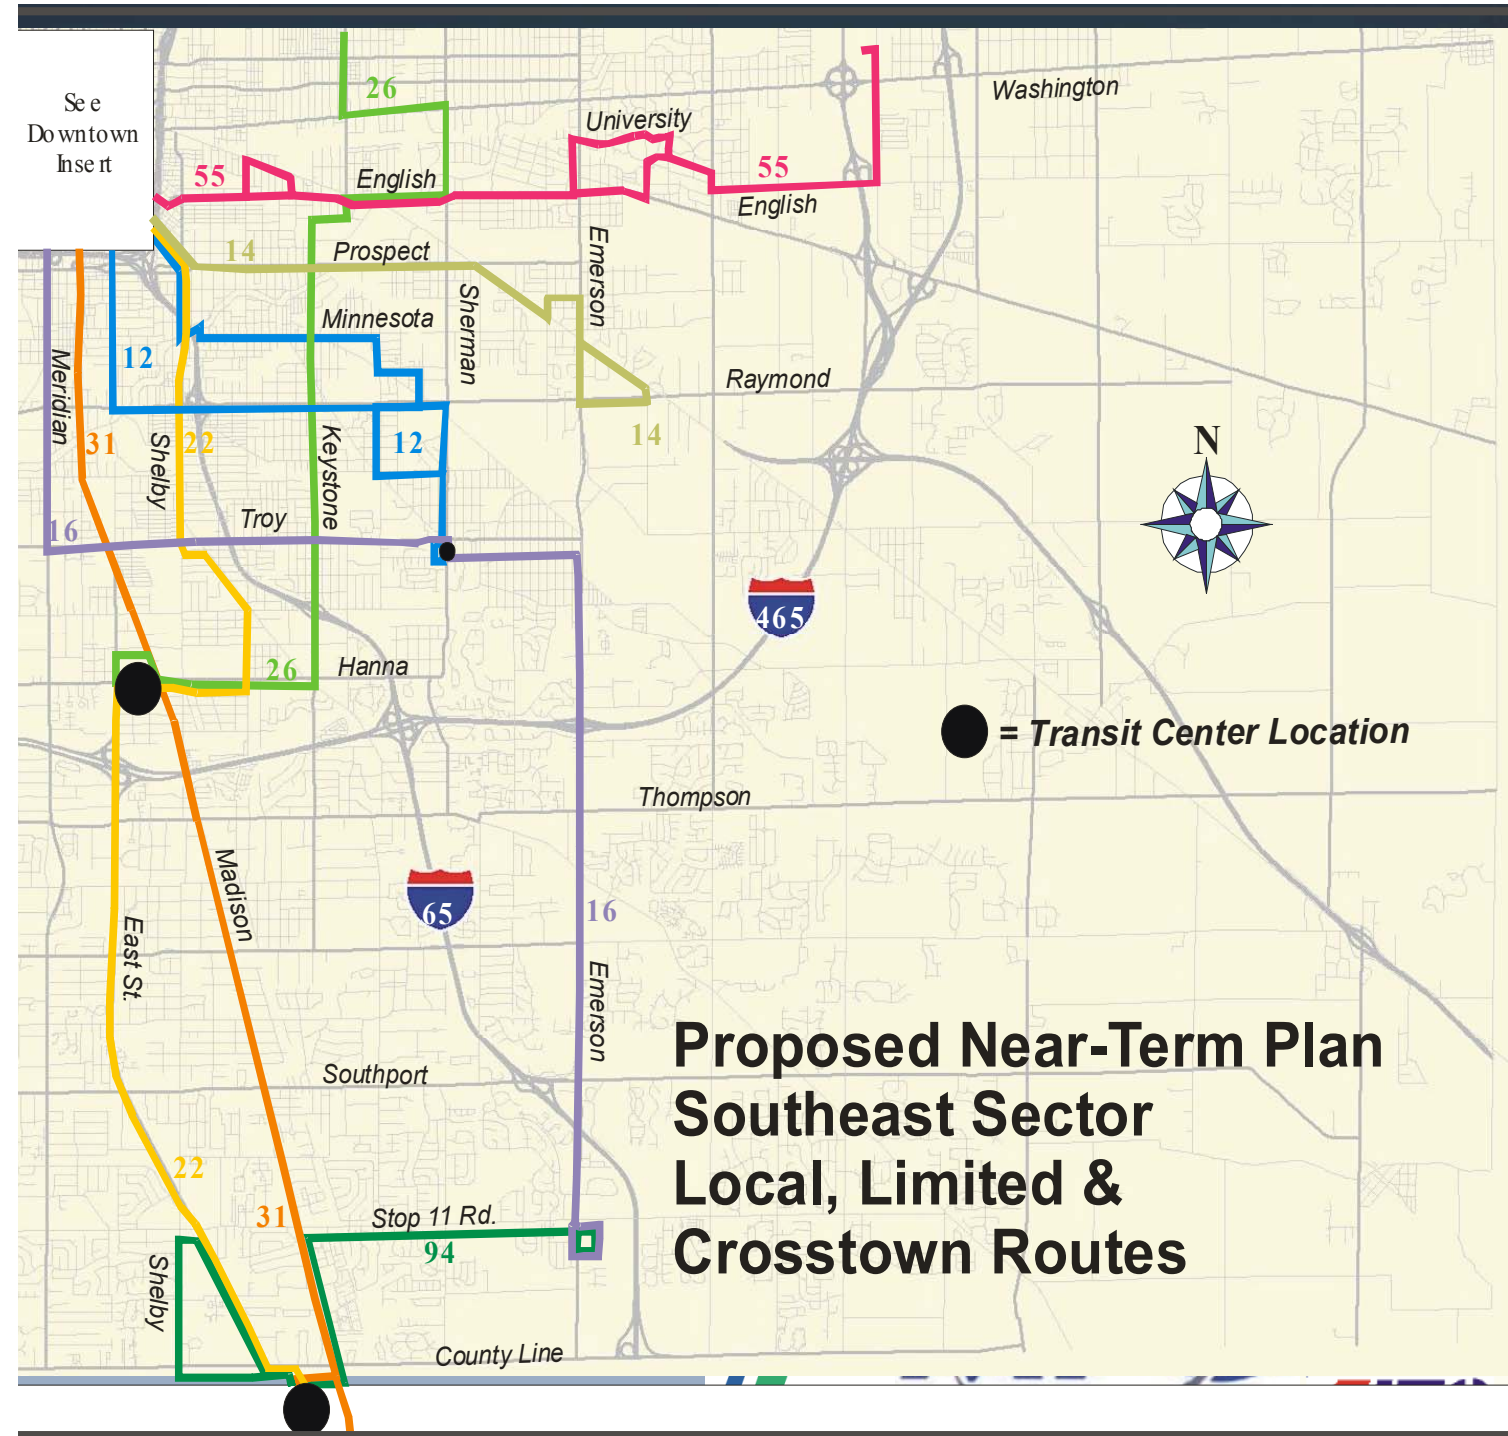 See
Downtown
Insert
26
Washington
University
55
English
55
English
14
Prospect
Emerson
Sherman
Minnesota
12
Meridian
Raymond
31
Shelby
22
Keystone
12
14
N
16
Troy
465
26
Hanna
= Transit Center Location
Thompson
Madison
65
16
East St.
Emerson
Proposed Near-Term Plan
Southport
Southeast Sector
22
Local, Limited &
31
Stop 11 Rd.
94
Crosstown Routes
Shelby
County Line